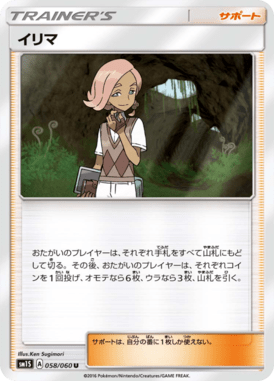 TRAINER'S サポート
イリマ
おたがいのプレイヤーは、それぞれ手札をすべて山札にもど
して切る。その後、おたがいのプレイヤーは、それぞれコイ
ンを1回投げ、オモテなら6枚、ウラなら3枚、山札を引く。
Illus.Ken Sugimori
sm1S A 058/060 U
サポートは、自分の番に1枚しか使えない。
©2016 Pokémon/Nintendo/Creatures/GAME FREAK.